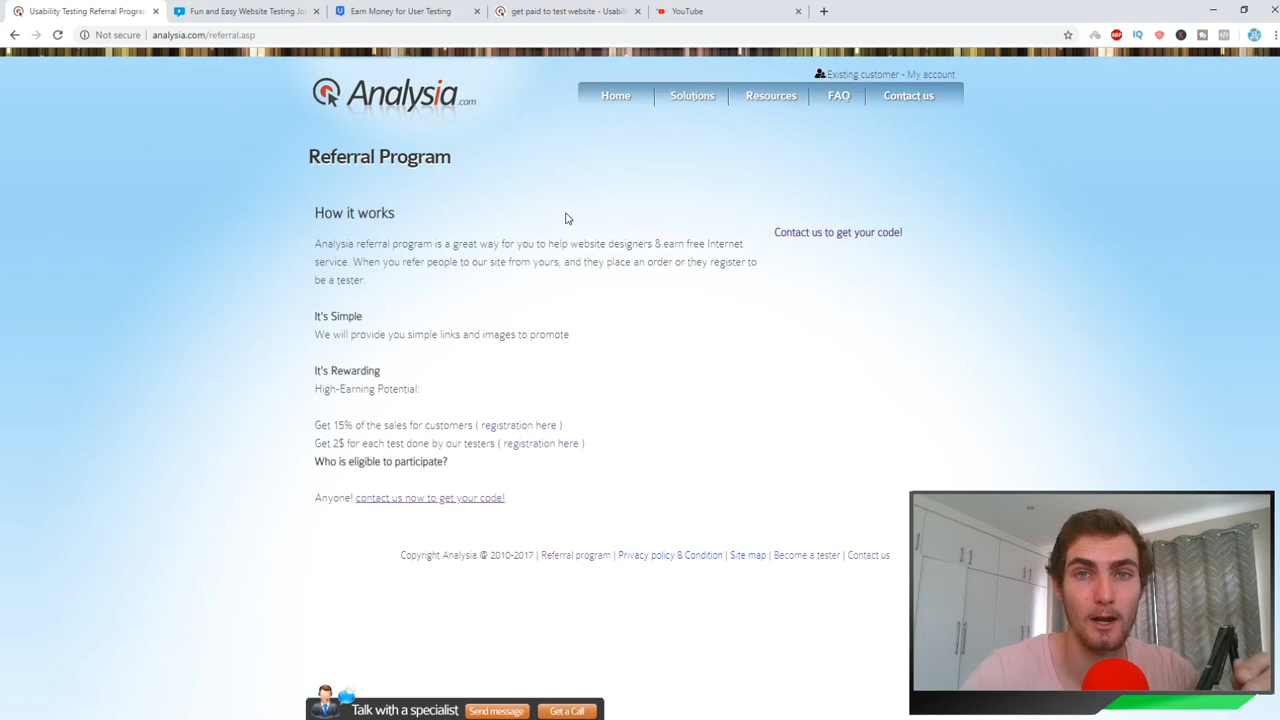 Usability Testing Referral Program
Fun and Easy Website Testing Jo
Earn Money for User Testing
get paid to test website - Usabili
YouTube
Not secure | analysia.com/referral.asp
Existing customer - My account
Analysia.com
Home
Solutions
Resources
FAQ
Contact us
Referral Program
How it works
Contact us to get your code!
Analysia referral program is a great way for you to help website designers & earn free Internet
service. When you refer people to our site from yours, and they place an order or they register to
be a tester.
It's Simple
We will provide you simple links and images to promote
It's Rewarding
High-Earning Potential:
Get 15% of the sales for customers ( registration here )
Get 2$ for each test done by our testers ( registration here )
Who is eligible to participate?
Anyone! contact us now to get your code!
Copyright Analysia @ 2010-2017 | Referral program | Privacy policy & Condition | Site map | Become a tester | Contact us
Talk with a specialist
Send message
Get a Call